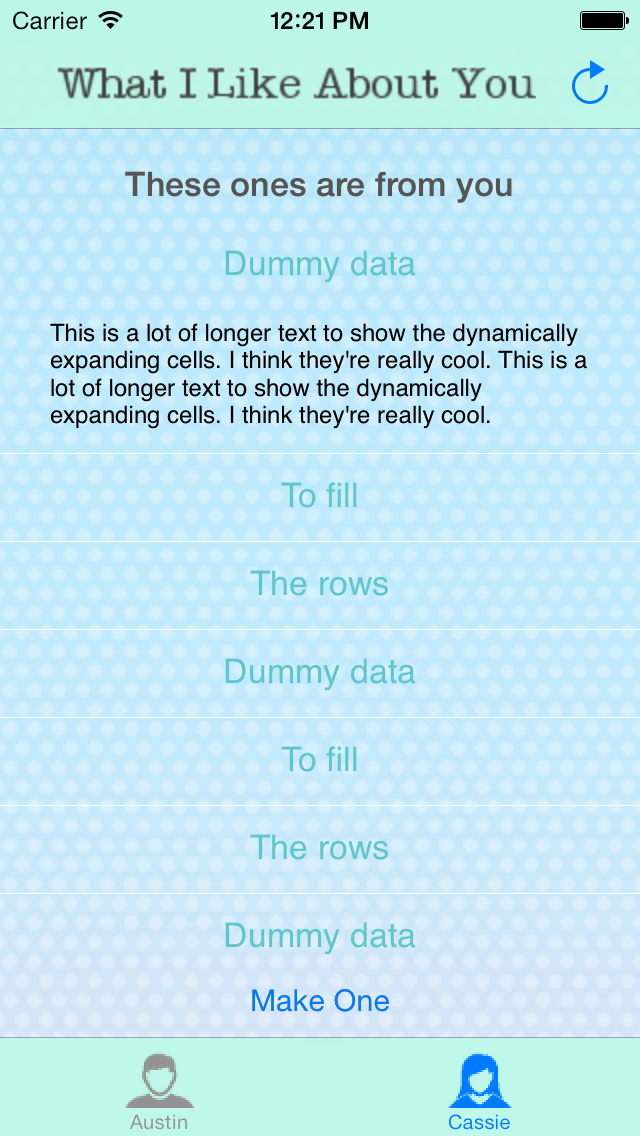 Carrier 12:21 PM
What I Like About You
These ones are from you
Dummy data
This is a lot of longer text to show the dynamically
expanding cells. I think they're really cool. This is a
lot of longer text to show the dynamically
expanding cells. I think they're really cool.
To fill
The rows
Dummy data
To fill
The rows
Dummy data
Make One
Austin Cassie